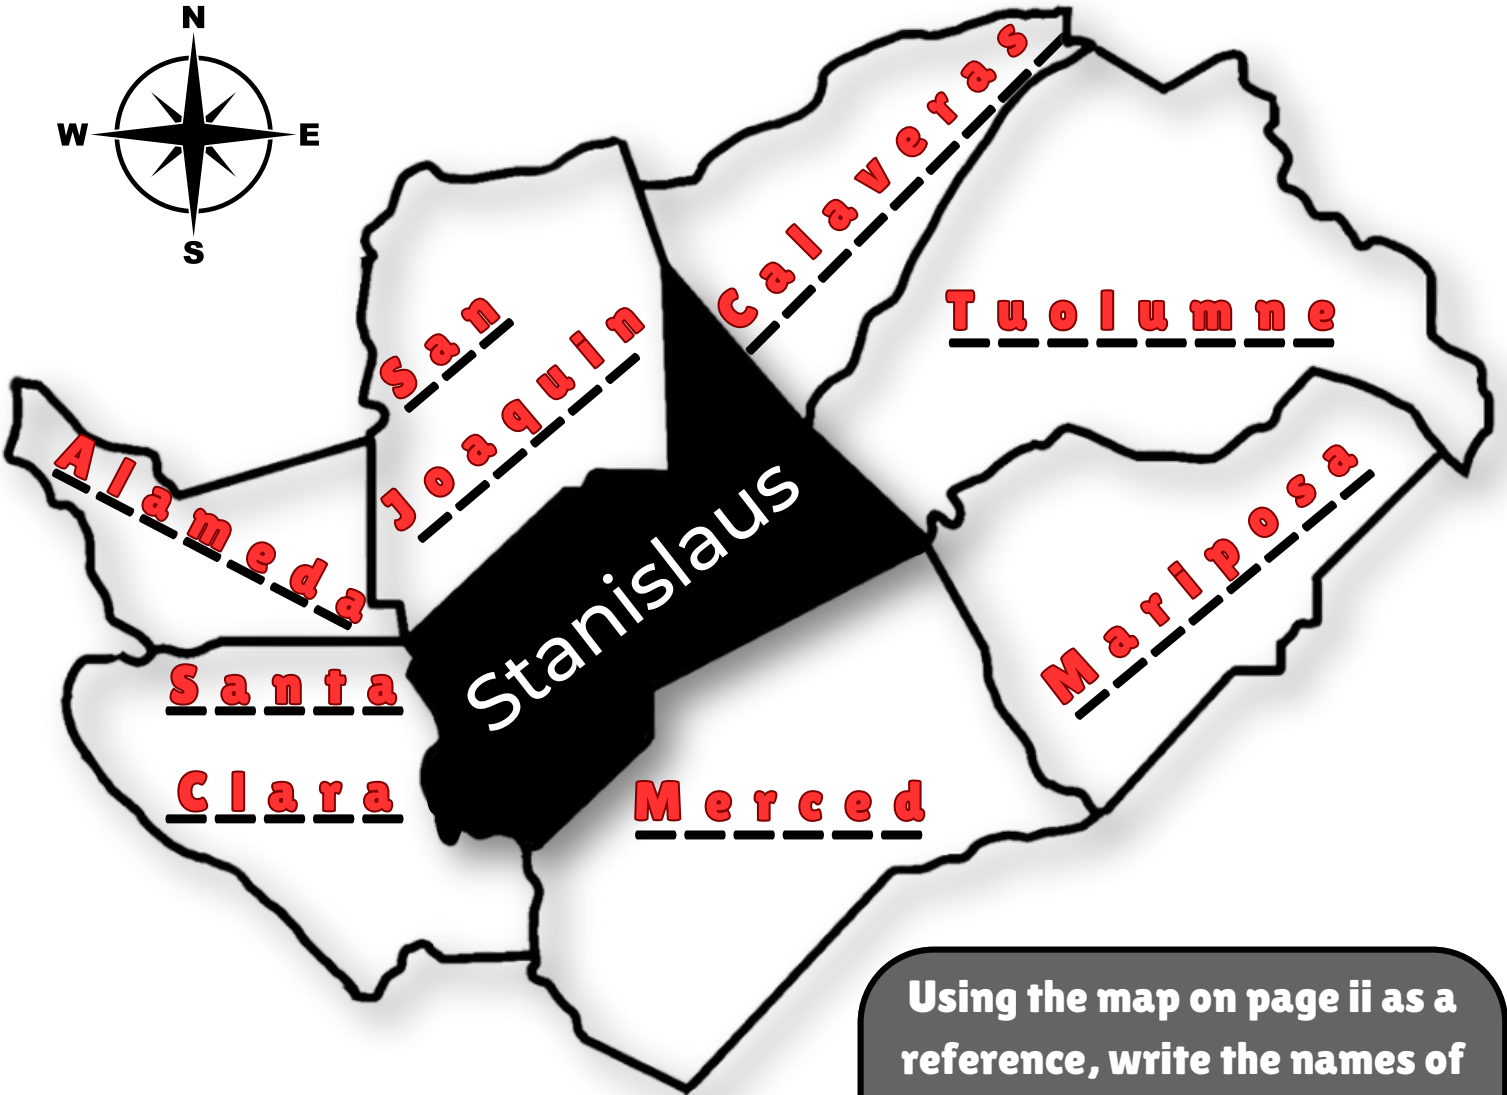 N
W E
S
Calaveras
San
Joaquin
Tuolumne
Alameda
Stanislaus
Mariposa
Santa
Clara
Merced
Using the map on page ii as a
reference, write the names of